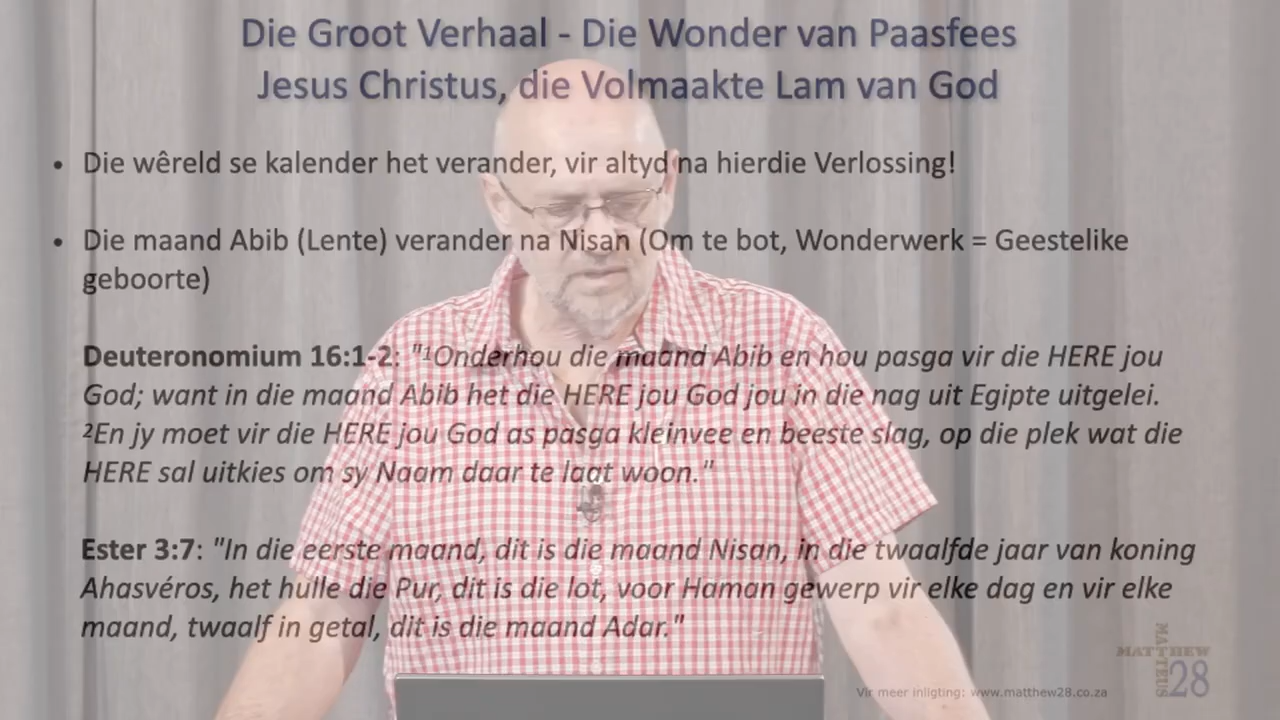 Die Groot Verhaal - Die Wonder van Paasfees
Jesus Christus, die Volmaakte Lam van God
• Die wêreld se kalender het verander, vir altyd na hierdie Verlossing!
• Die maand Abib (Lente) verander na Nisan (Om te bot, Wonderwerk = Geestelike
geboorte)
Deuteronomium 16:1-2: "¹Onderhou die maand Abib en hou pasga vir die HERE jou
God; want in die maand Abib het die HERE jou God jou in die nag uit Egipte uitgelei.
²En jy moet vir die HERE jou God as pasga kleinvee en beeste slag, op die plek wat die
HERE sal uitkies om sy Naam daar te laat woon."
Ester 3:7: "In die eerste maand, dit is die maand Nisan, in die twaalfde jaar van koning
Ahasvéros, het hulle die Pur, dit is die lot, voor Haman gewerp vir elke dag en vir elke
maand, twaalf in getal, dit is die maand Adar."
MATTHEW
MATTEUS
28
Vir meer inligting: www.matthew28.co.za